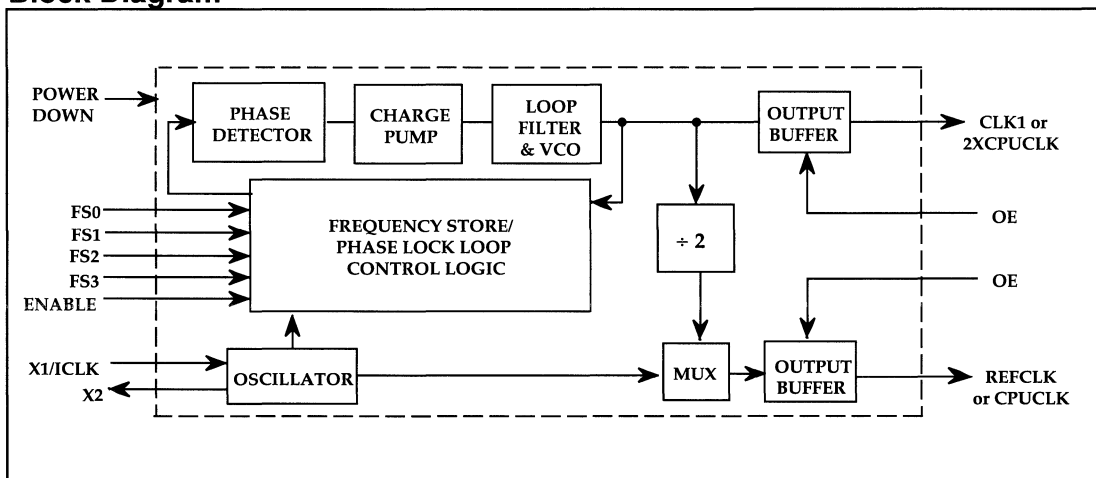 Block Diagram
POWER
DOWN
PHASE
DETECTOR
CHARGE
PUMP
LOOP
FILTER
& VCO
OUTPUT
BUFFER
CLK1 or
2XCPUCLK
FS0
FS1
FS2
FS3
ENABLE
FREQUENCY STORE/
PHASE LOCK LOOP
CONTROL LOGIC
÷ 2
OE
OE
X1/ICLK
X2
OSCILLATOR
MUX
OUTPUT
BUFFER
REFCLK
or CPUCLK